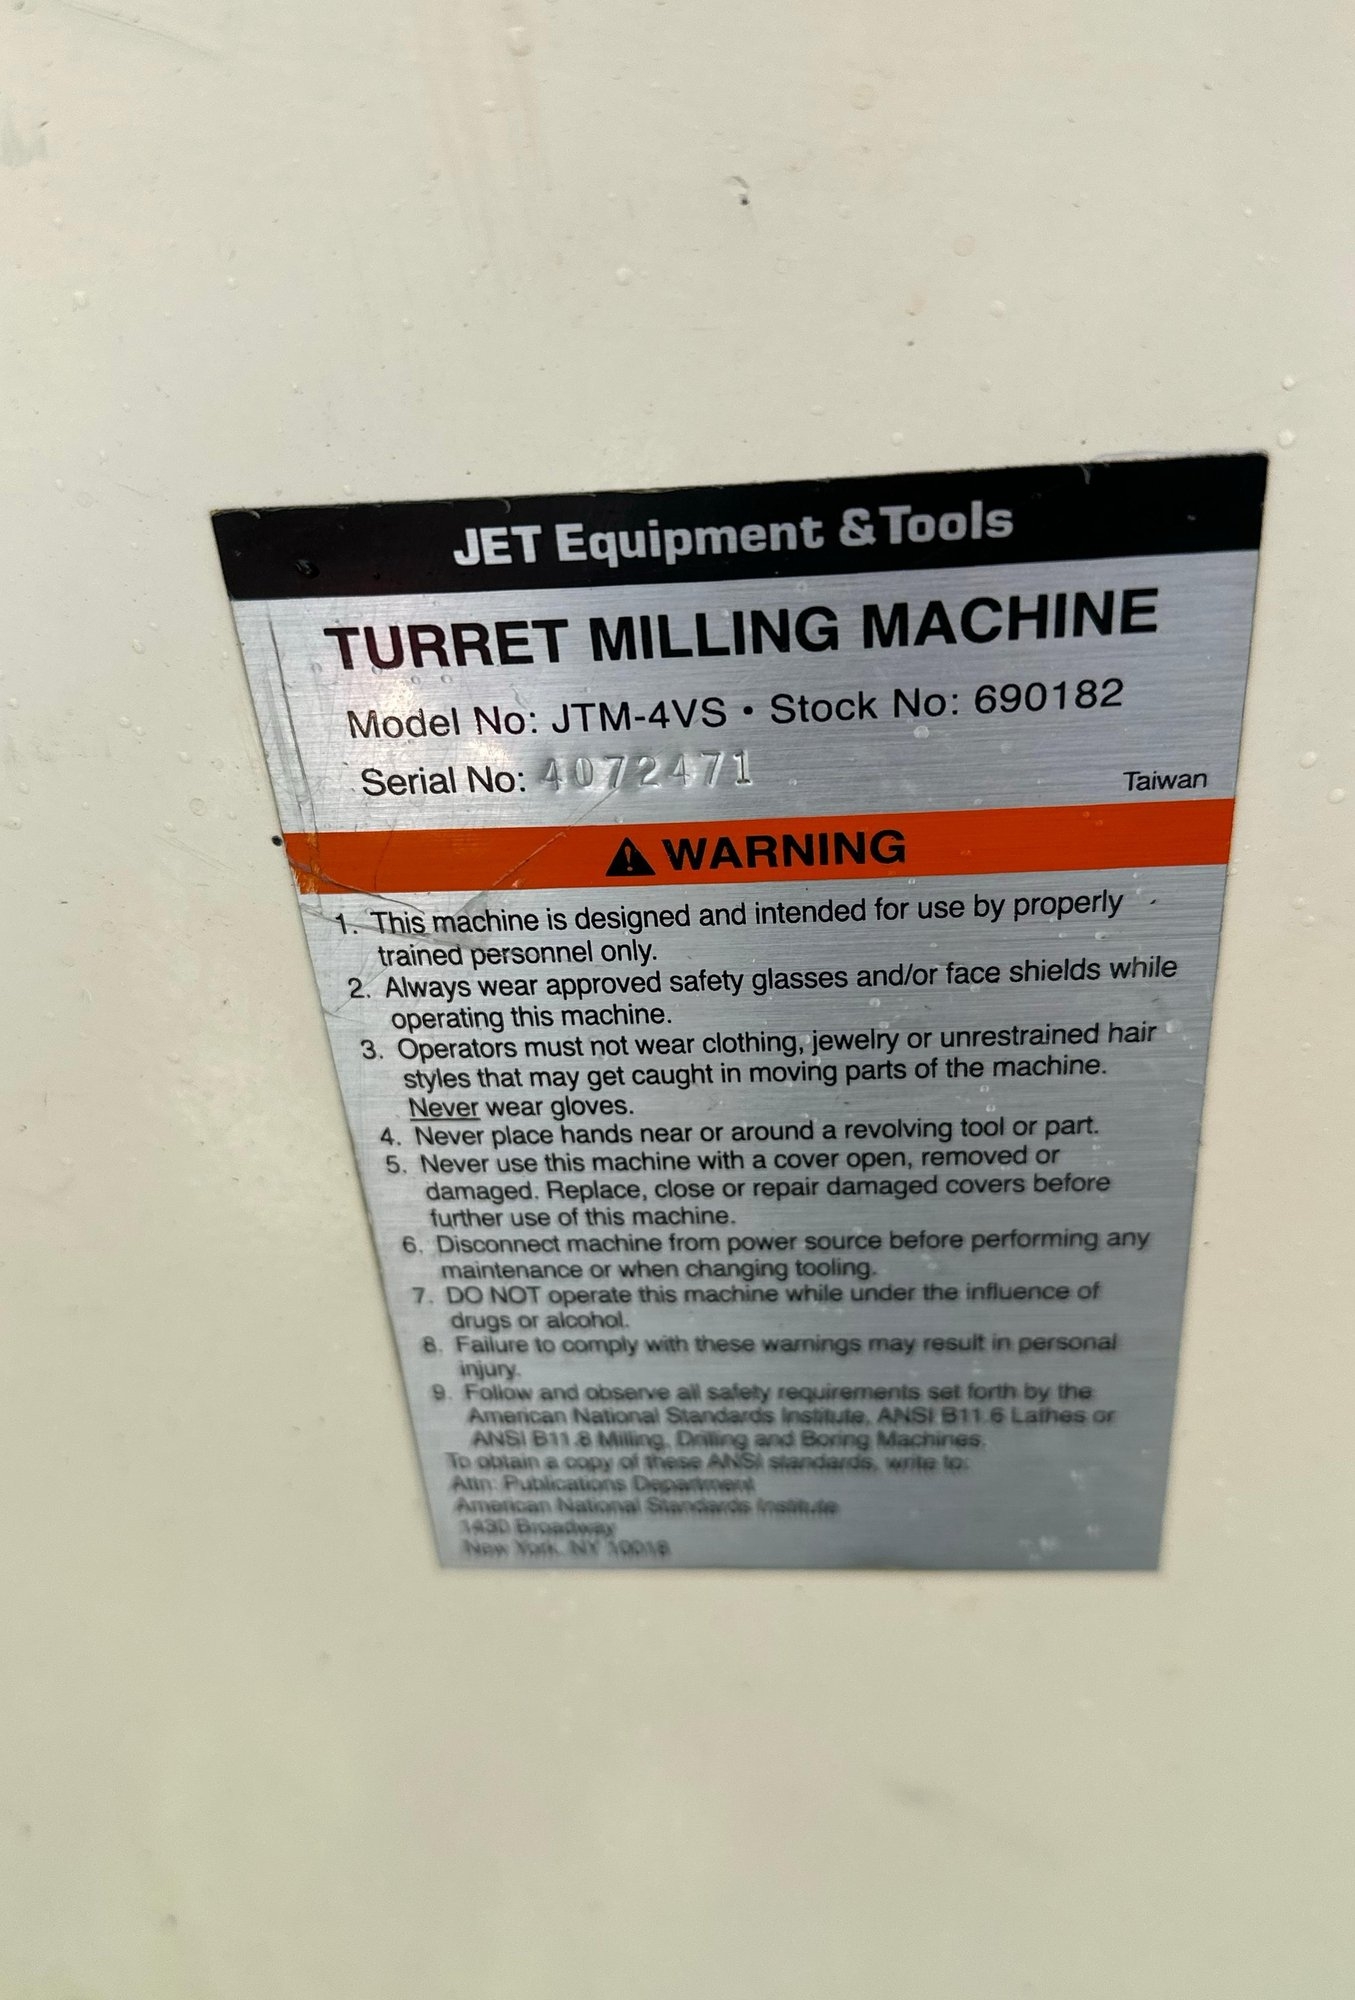 JET Equipment & Tools
TURRET MILLING MACHINE
Model No: JTM-4VS • Stock No: 690182
Serial No: 4072471
Taiwan
⚠ WARNING
1. This machine is designed and intended for use by properly
trained personnel only.
2. Always wear approved safety glasses and/or face shields while
operating this machine.
3. Operators must not wear clothing, jewelry or unrestrained hair
styles that may get caught in moving parts of the machine.
Never wear gloves.
4. Never place hands near or around a revolving tool or part.
5. Never use this machine with a cover open, removed or
damaged. Replace, close or repair damaged covers before
further use of this machine.
6. Disconnect machine from power source before performing any
maintenance or when changing tooling.
7. DO NOT operate this machine while under the influence of
drugs or alcohol.
8. Failure to comply with these warnings may result in personal
injury.
9. Follow and observe all safety requirements set forth by the
American National Standards Institute, ANSI B11.6 Lathes or
ANSI B11.8 Milling, Drilling and Boring Machines.
To obtain a copy of these ANSI standards, write to:
Attn: Publications Department
American National Standards Institute
1430 Broadway
New York, NY 10018